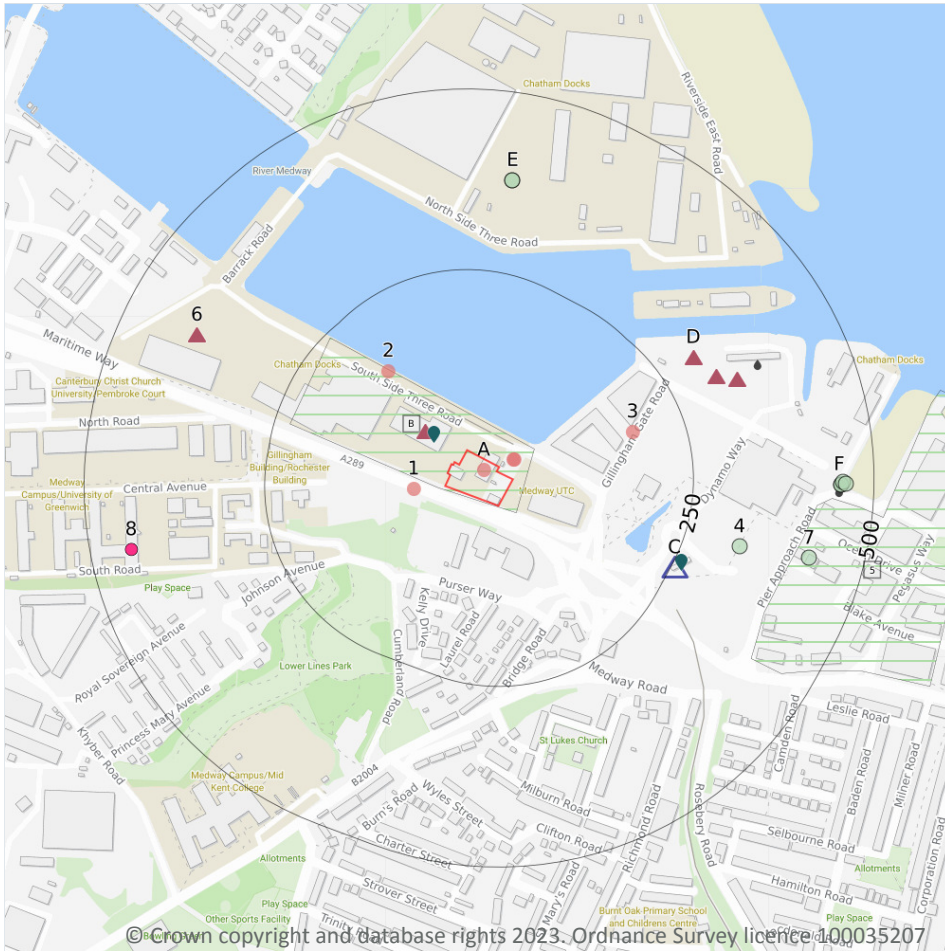 Chatham Docks
Riverside East Road
River Medway
E
North Side Three Road
Barrack Road
6
D
Maritime Way
2
Chatham Docks
Chatham Docks
Canterbury Christ Church
University/Pembroke Court
South Side Three Road
3
North Road
B
Gillingham Gate Road
Gillingham
Building/Rochester
Building
A289
A
Dynamo Way
F
Medway
Campus/University of
Greenwich
Central Avenue
1
Medway UTC
250
500
8
C
4
7
Ocean Drive
Pegasus Way
5
South Road
Pier Approach Road
Play Space
Johnson Avenue
Purser Way
Blake Avenue
Kelly Drive
Laurel Road
Bridge Road
Royal Sovereign Avenue
Cumberland Road
Lower Lines Park
Medway Road
Princess Mary Avenue
Leslie Road
Khyber Road
Camden Road
St Lukes Church
Medway Campus/Mid
Kent College
B2004
Burn's Road
Wyles Street
Milburn Road
Richmond Road
Rosebery Road
Baden Road
Milner Road
Clifton Road
Selbourne Road
Charter Street
Allotments
Allotments
Strover Street
Mary's Road
Hamilton Road
Corporation Road
Play Space
Other Sports Facility
Trinity Road
Burnt Oak Primary School
and Childrens Centre
Play Space
© Crown copyright and database rights 2023. Ordnance Survey licence 100035207